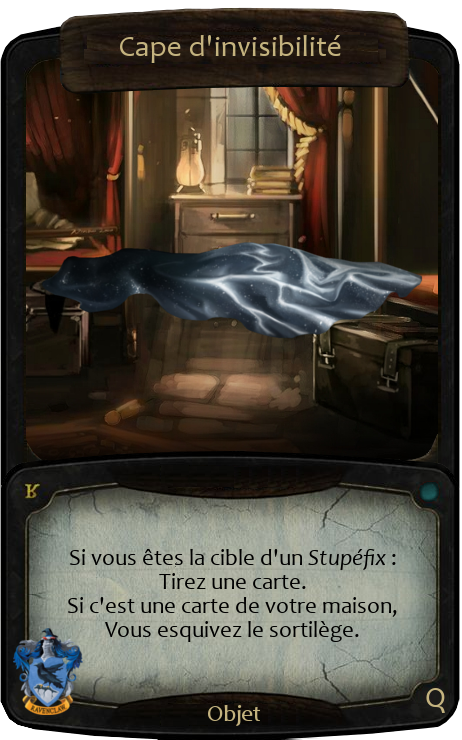 Cape d'invisibilité
R
Si vous êtes la cible d'un Stupéfix :
Tirez une carte.
Si c'est une carte de votre maison,
Vous esquivez le sortilège.
RAVENCLAW
Objet
Q